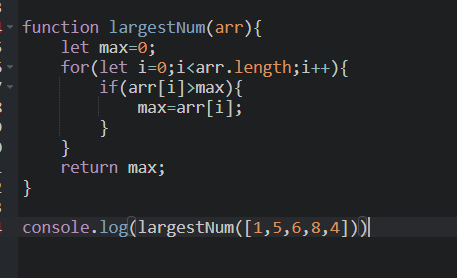 function largestNum(arr){
    let max=0;
    for(let i=0;i<arr.length;i++){
        if(arr[i]>max){
            max=arr[i];
        }
    }
    return max;
}
console.log(largestNum([1,5,6,8,4]))